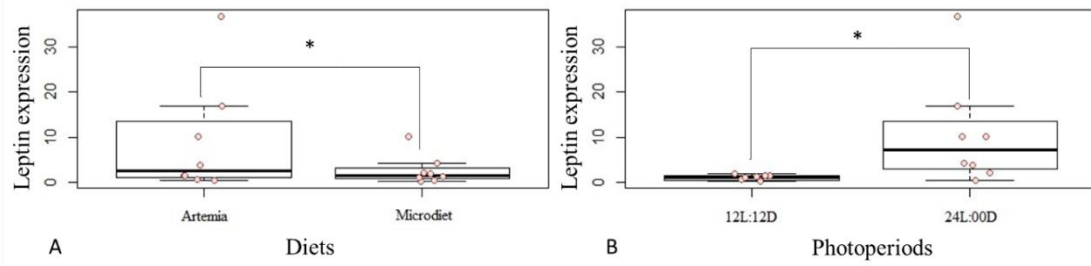 Leptin expression
30
20
10
0
*
Artemia
Microdiet
A
Diets
Leptin expression
30
20
10
0
*
12L:12D
24L:00D
B
Photoperiods